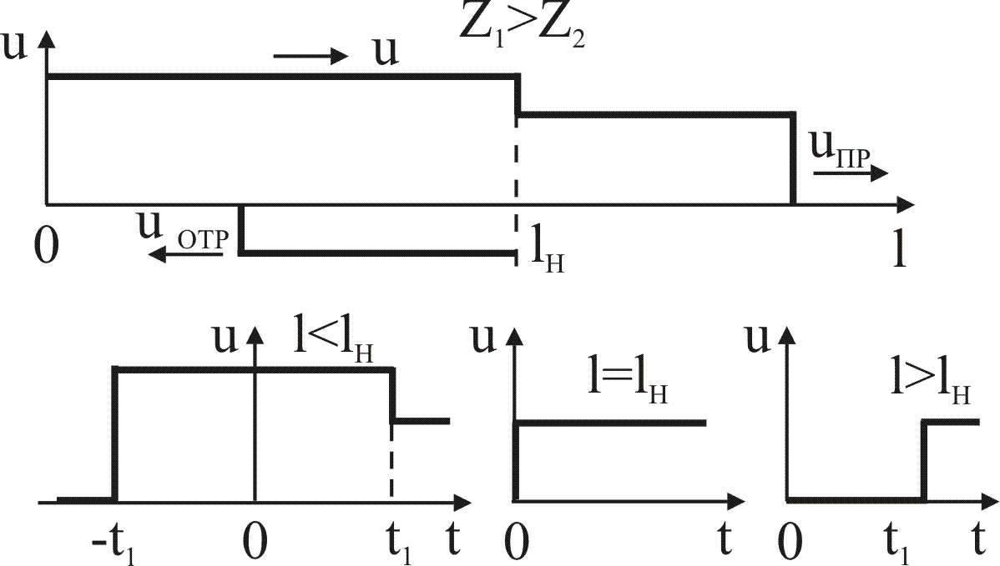 Z₁>Z₂
u u
uПР
0 uОТР lН l
u l<lН u l=lН u l>lН
-t₁ 0 t₁ t 0 t 0 t₁ t